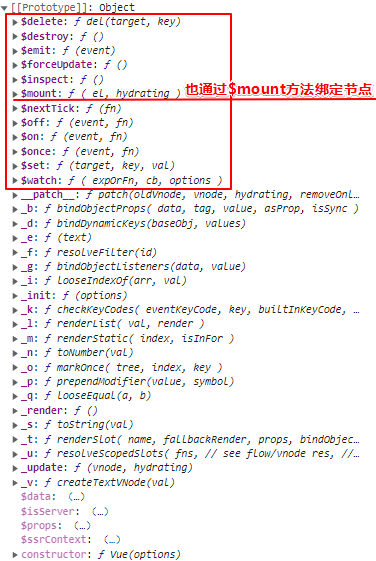 [[Prototype]]: Object
$delete: ƒ del(target, key)
$destroy: ƒ ()
$emit: ƒ (event)
$forceUpdate: ƒ ()
$inspect: ƒ ()
$mount: ƒ ( el, hydrating ) 也通过$mount方法绑定节点
$nextTick: ƒ (fn)
$off: ƒ (event, fn)
$on: ƒ (event, fn)
$once: ƒ (event, fn)
$set: ƒ (target, key, val)
$watch: ƒ ( expOrFn, cb, options )
__patch__: ƒ patch(oldVnode, vnode, hydrating, removeOnl…
_b: ƒ bindObjectProps( data, tag, value, asProp, isSync )
_d: ƒ bindDynamicKeys(baseObj, values)
_e: ƒ (text)
_f: ƒ resolveFilter(id)
_g: ƒ bindObjectListeners(data, value)
_i: ƒ looseIndexOf(arr, val)
_init: ƒ (options)
_k: ƒ checkKeyCodes( eventKeyCode, key, builtInKeyCode, …
_l: ƒ renderList( val, render )
_m: ƒ renderStatic( index, isInFor )
_n: ƒ toNumber(val)
_o: ƒ markOnce( tree, index, key )
_p: ƒ prependModifier(value, symbol)
_q: ƒ looseEqual(a, b)
_render: ƒ ()
_s: ƒ toString(val)
_t: ƒ renderSlot( name, fallbackRender, props, bindObjec…
_u: ƒ resolveScopedSlots( fns, // see flow/vnode res, //…
_update: ƒ (vnode, hydrating)
_v: ƒ createTextVNode(val)
$data: (…)
$isServer: (…)
$props: (…)
$ssrContext: (…)
constructor: ƒ Vue(options)